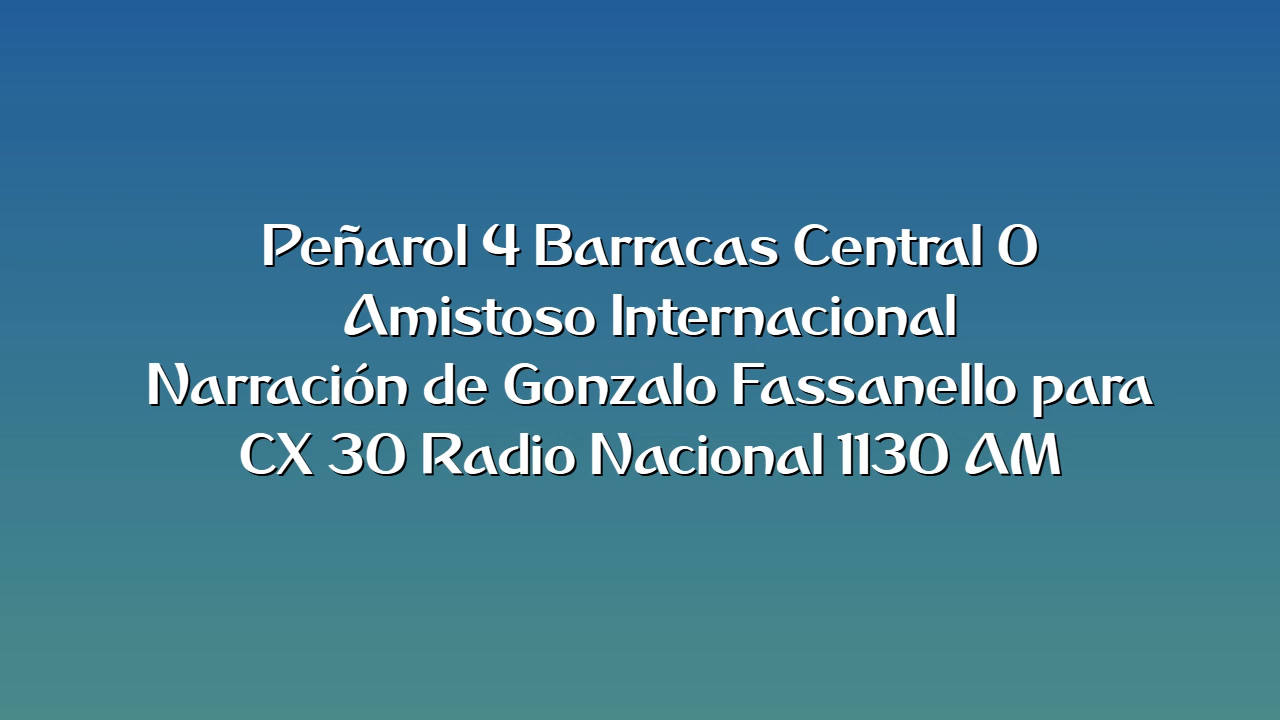 Peñarol 4 Barracas Central 0
Amistoso Internacional
Narración de Gonzalo Fassanello para
CX 30 Radio Nacional 1130 AM